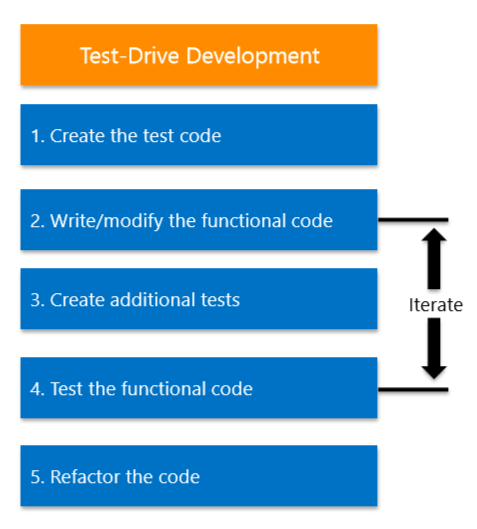 Test-Drive Development
1. Create the test code
2. Write/modify the functional code
3. Create additional tests
Iterate
4. Test the functional code
5. Refactor the code